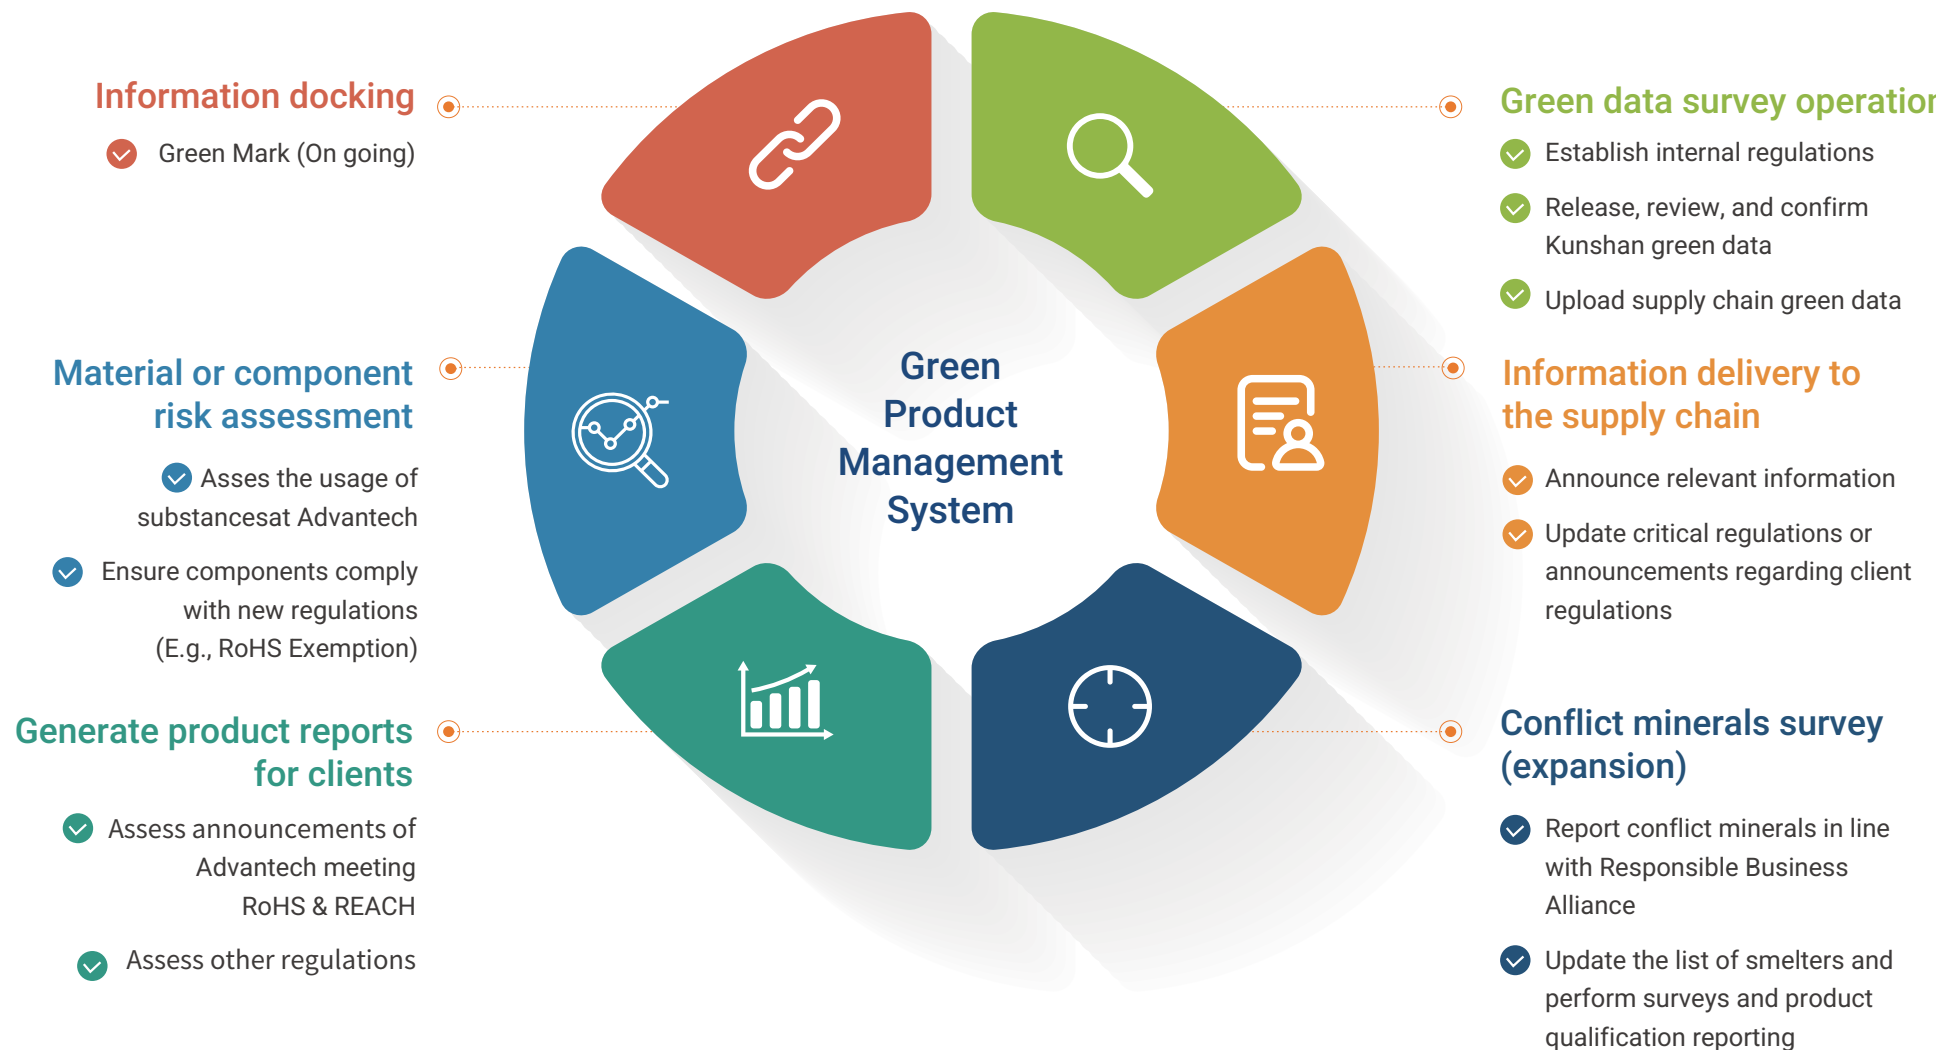 Information docking
Green Mark (On going)
Material or component
risk assessment
Asses the usage of
substancesat Advantech
Ensure components comply
with new regulations
(E.g., RoHS Exemption)
Generate product reports
for clients
Assess announcements of
Advantech meeting
RoHS & REACH
Assess other regulations
Green
Product
Management
System
Green data survey operation
Establish internal regulations
Release, review, and confirm
Kunshan green data
Upload supply chain green data
Information delivery to
the supply chain
Announce relevant information
Update critical regulations or
announcements regarding client
regulations
Conflict minerals survey
(expansion)
Report conflict minerals in line
with Responsible Business
Alliance
Update the list of smelters and
perform surveys and product
qualification reporting